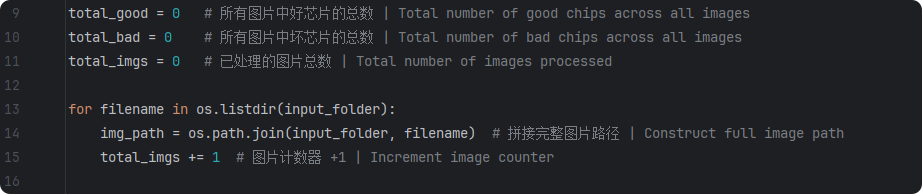 9 total_good = 0 # 所有图片中好芯片的总数 | Total number of good chips across all images
10 total_bad = 0 # 所有图片中坏芯片的总数 | Total number of bad chips across all images
11 total_imgs = 0 # 已处理的图片总数 | Total number of images processed
12
13 for filename in os.listdir(input_folder):
14 img_path = os.path.join(input_folder, filename) # 拼接完整图片路径 | Construct full image path
15 total_imgs += 1 # 图片计数器 +1 | Increment image counter
16